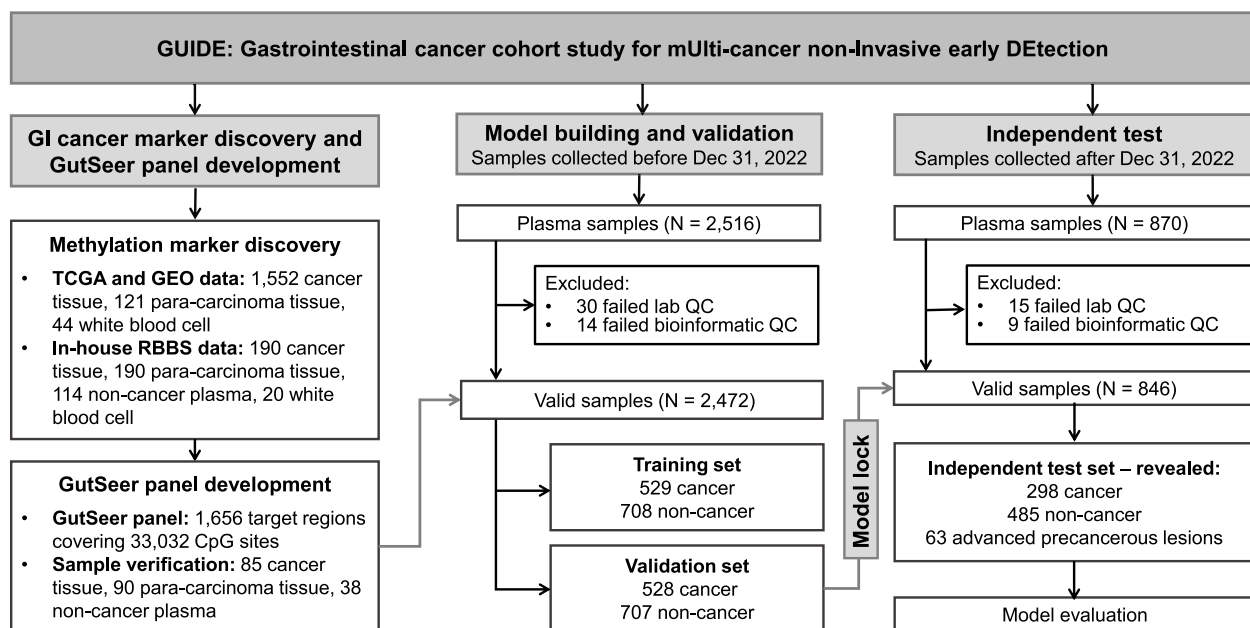 GUIDE: Gastrointestinal cancer cohort study for mUlti-cancer non-Invasive early DEtection
GI cancer marker discovery and
GutSeer panel development
Methylation marker discovery
• TCGA and GEO data: 1,552 cancer
tissue, 121 para-carcinoma tissue,
44 white blood cell
• In-house RBBS data: 190 cancer
tissue, 190 para-carcinoma tissue,
114 non-cancer plasma, 20 white
blood cell
GutSeer panel development
• GutSeer panel: 1,656 target regions
covering 33,032 CpG sites
• Sample verification: 85 cancer
tissue, 90 para-carcinoma tissue, 38
non-cancer plasma
Model building and validation
Samples collected before Dec 31, 2022
Plasma samples (N = 2,516)
Excluded:
• 30 failed lab QC
• 14 failed bioinformatic QC
Valid samples (N = 2,472)
Training set
529 cancer
708 non-cancer
Validation set
528 cancer
707 non-cancer
Model lock
Independent test
Samples collected after Dec 31, 2022
Plasma samples (N = 870)
Excluded:
• 15 failed lab QC
• 9 failed bioinformatic QC
Valid samples (N = 846)
Independent test set – revealed:
298 cancer
485 non-cancer
63 advanced precancerous lesions
Model evaluation